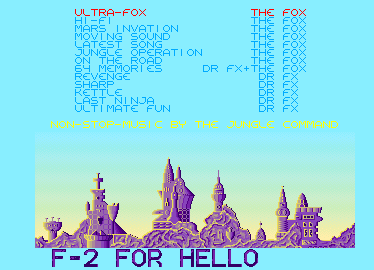 ULTRA-FOX THE FOX
HI-FI THE FOX
MARS INVATION THE FOX
MOVING SOUND THE FOX
LATEST SONG THE FOX
JUNGLE OPERATION THE FOX
ON THE ROAD THE FOX
64 MEMORIES DR FX+THE FOX
REVENGE DR FX
SHARP DR FX
KETTLE DR FX
LAST NINJA DR FX
ULTIMATE FUN DR FX
NON-STOP-MUSIC BY THE JUNGLE COMMAND
F-2 FOR HELLO